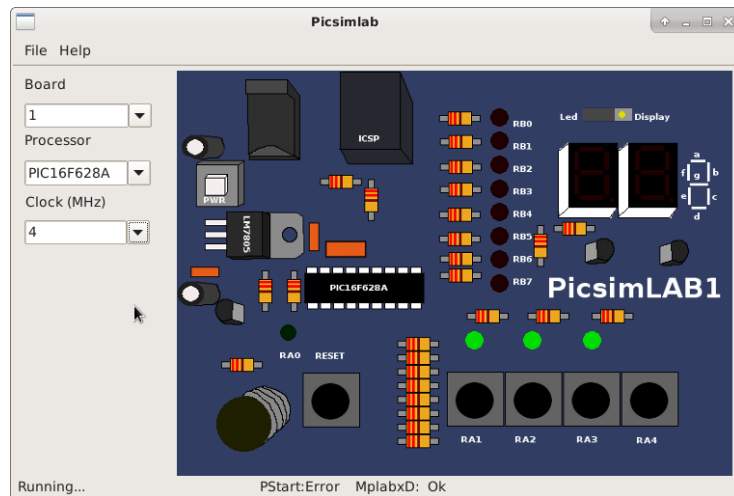 Picsimlab
File Help
Board
1
Processor
PIC16F628A
Clock (MHz)
4
ICSP
PWR
LM7805
PIC16F628A
RA0 RESET
RB0
RB1
RB2
RB3
RB4
RB5
RB6
RB7
Led Display
a
f g b
e c
d
PicsimLAB1
RA1 RA2 RA3 RA4
Running... PStart:Error MplabxD: Ok